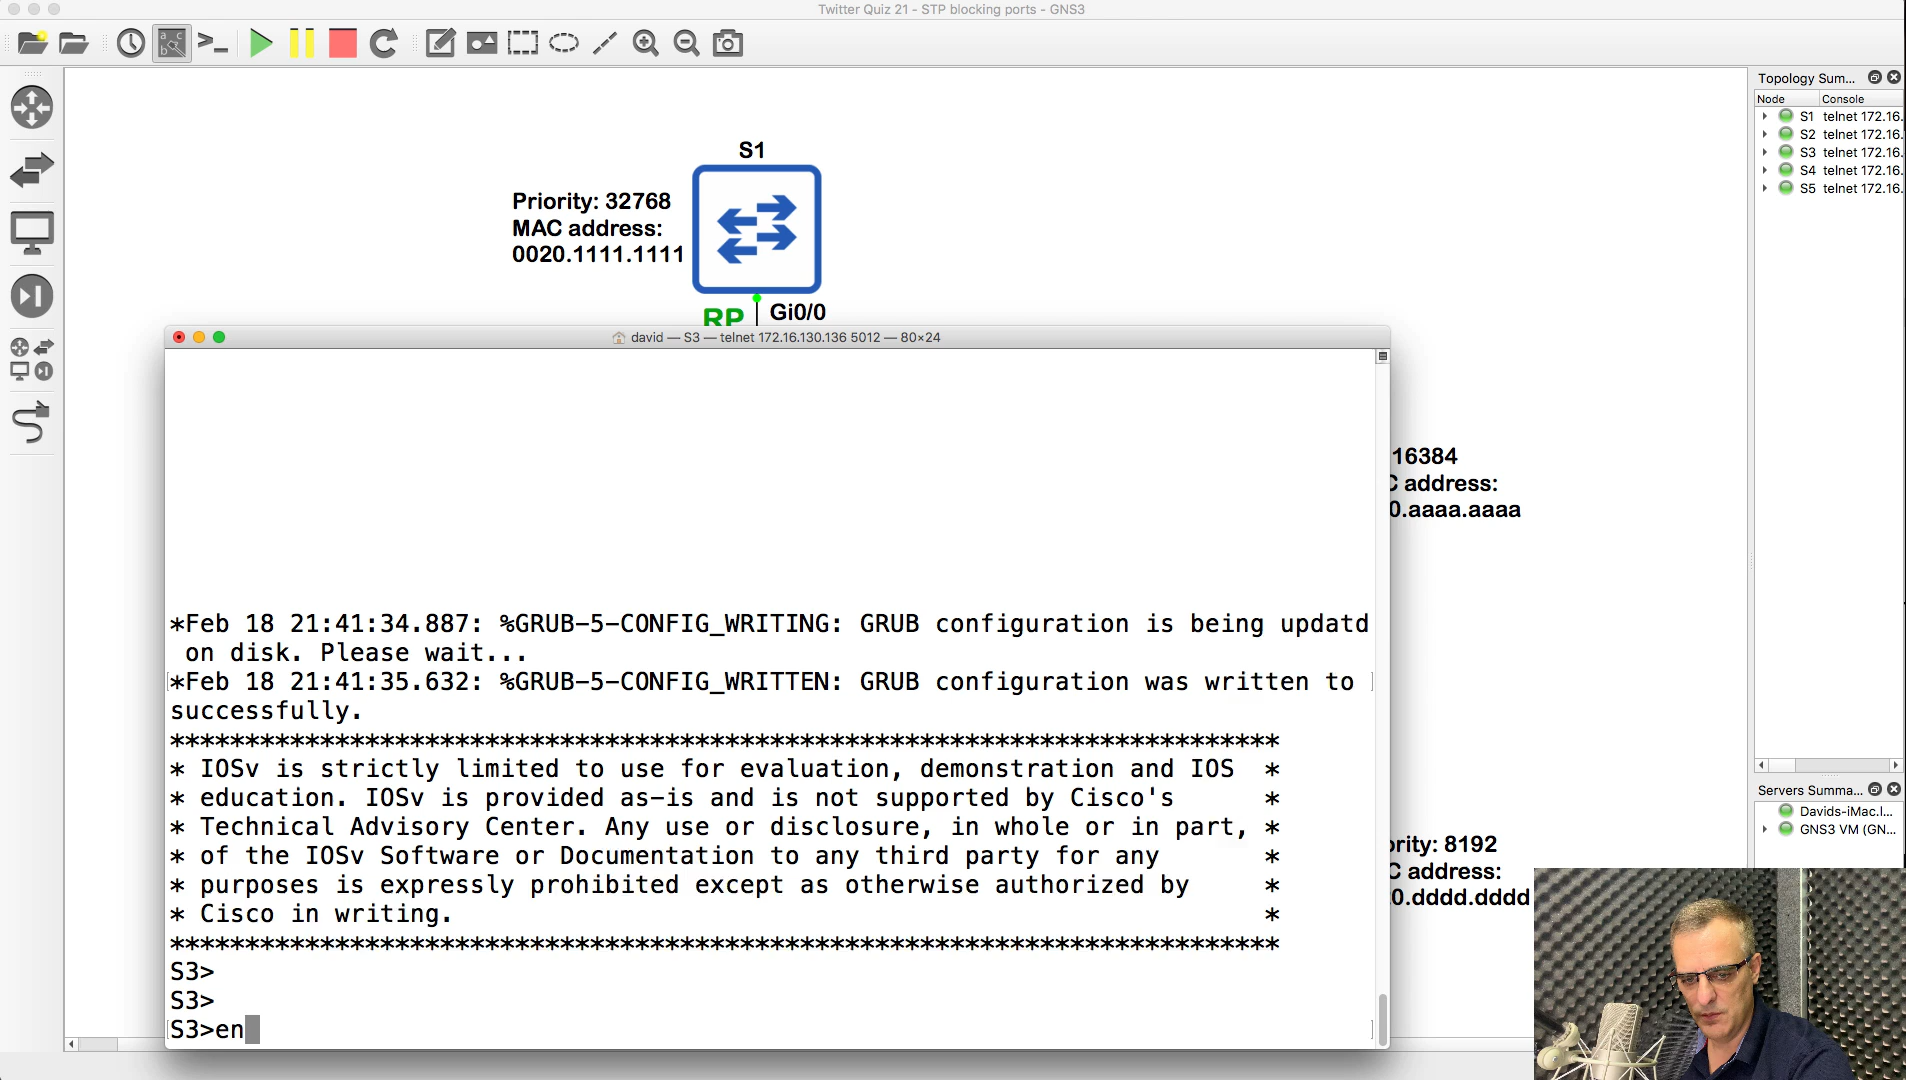 Twitter Quiz 21 - STP blocking ports - GNS3
Topology Sum...
Node Console
S1 telnet 172.16.
S2 telnet 172.16.
S3 telnet 172.16.
S4 telnet 172.16.
S5 telnet 172.16.
S1
Priority: 32768
MAC address:
0020.1111.1111
RP Gi0/0
david — S3 — telnet 172.16.130.136 5012 — 80×24
16384
C address:
0.aaaa.aaaa
*Feb 18 21:41:34.887: %GRUB-5-CONFIG_WRITING: GRUB configuration is being updatd
on disk. Please wait...
*Feb 18 21:41:35.632: %GRUB-5-CONFIG_WRITTEN: GRUB configuration was written to
successfully.
**************************************************************************
* IOSv is strictly limited to use for evaluation, demonstration and IOS *
* education. IOSv is provided as-is and is not supported by Cisco's *
* Technical Advisory Center. Any use or disclosure, in whole or in part, *
* of the IOSv Software or Documentation to any third party for any *
* purposes is expressly prohibited except as otherwise authorized by *
* Cisco in writing. *
**************************************************************************
S3>
S3>
S3>en
Servers Summa...
Davids-iMac.l...
GNS3 VM (GN...
ority: 8192
C address:
0.dddd.dddd